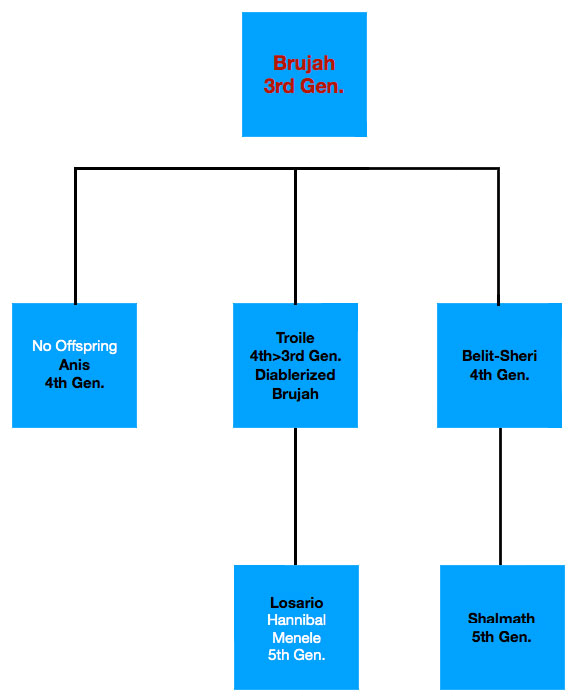 Brujah
3rd Gen.
No Offspring
Anis
4th Gen.
Troile
4th>3rd Gen.
Diablerized
Brujah
Belit-Sheri
4th Gen.
Losario
Hannibal
Menele
5th Gen.
Shalmath
5th Gen.